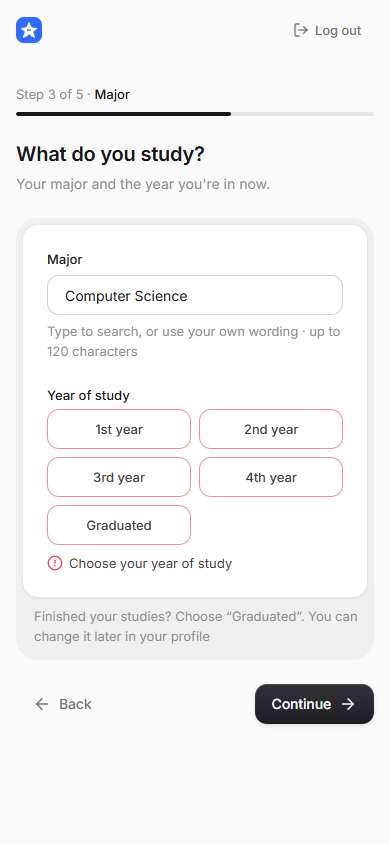 Log out
Step 3 of 5 · Major
What do you study?
Your major and the year you're in now.
Major
Computer Science
Type to search, or use your own wording · up to
120 characters
Year of study
1st year
2nd year
3rd year
4th year
Graduated
Choose your year of study
Finished your studies? Choose “Graduated”. You can
change it later in your profile
Back
Continue